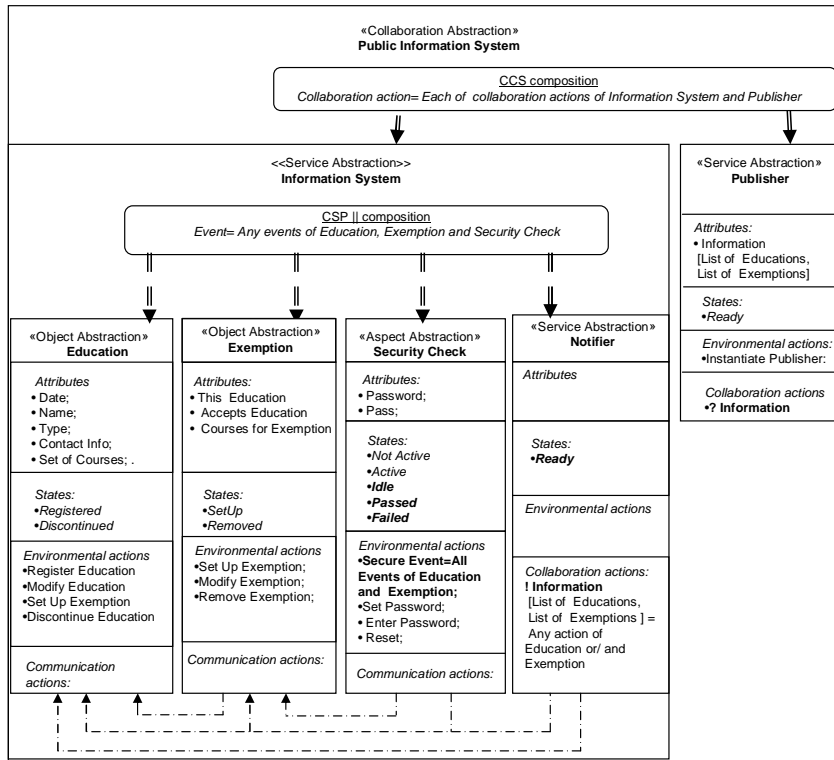 «Collaboration Abstraction»
Public Information System
CCS composition
Collaboration action= Each of collaboration actions of Information System and Publisher
<<Service Abstraction>>
Information System
CSP || composition
Event= Any events of Education, Exemption and Security Check
«Object Abstraction»
Education
Attributes
• Date;
• Name;
• Type;
• Contact Info;
• Set of Courses; .
States:
•Registered
•Discontinued
Environmental actions
•Register Education
•Modify Education
•Set Up Exemption
•Discontinue Education
Communication
actions:
«Object Abstraction»
Exemption
Attributes:
• This Education
• Accepts Education
• Courses for Exemption
States:
•SetUp
•Removed
Environmental actions
•Set Up Exemption;
•Modify Exemption;
•Remove Exemption;
Communication actions:
«Aspect Abstraction»
Security Check
Attributes:
• Password;
• Pass;
States:
•Not Active
•Active
•Idle
•Passed
•Failed
Environmental actions
•Secure Event=All
Events of Education
and Exemption;
•Set Password;
•Enter Password;
•Reset;
Communication actions:
«Service Abstraction»
Notifier
Attributes
States:
•Ready
Environmental actions
Collaboration actions:
! Information
[List of Educations,
List of Exemptions ] =
Any action of
Education or/ and
Exemption
«Service Abstraction»
Publisher
Attributes:
• Information
[List of Educations,
List of Exemptions]
States:
•Ready
Environmental actions:
•Instantiate Publisher:
Collaboration actions
•? Information